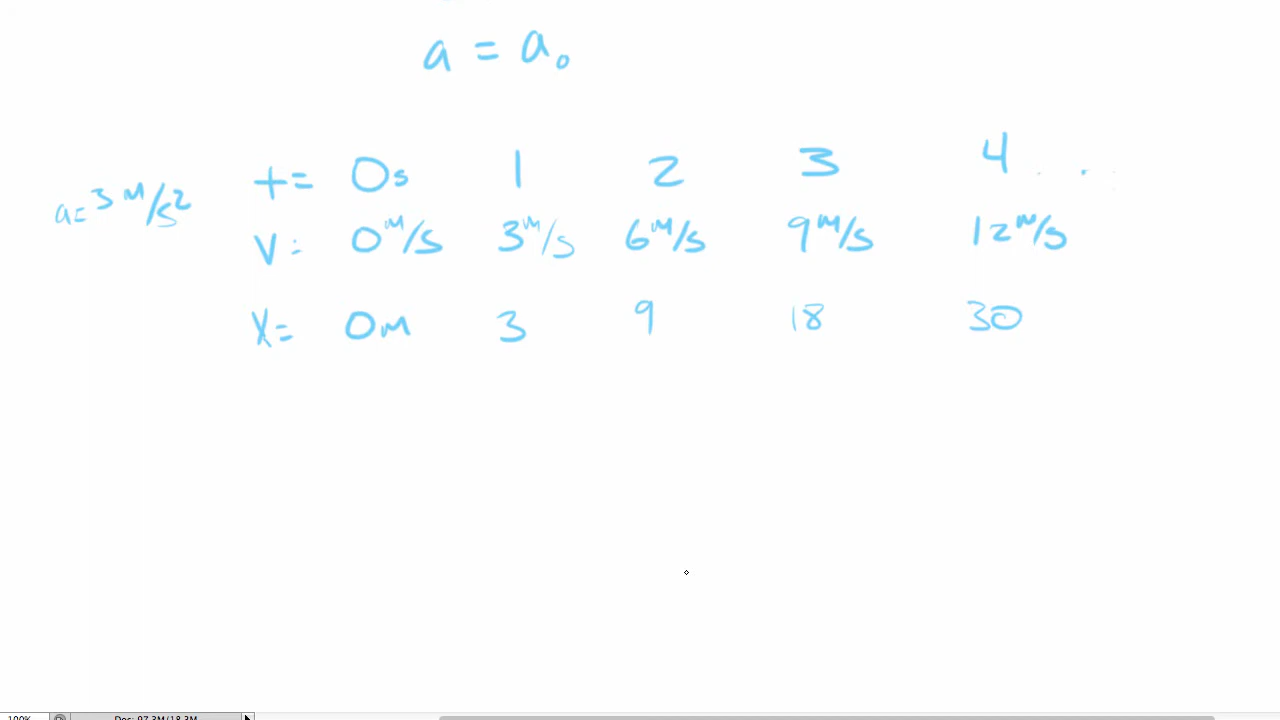 a = a₀
a = 3 m/s²
t = 0s 1 2 3 4 . .
v = 0 m/s 3 m/s 6 m/s 9 m/s 12 m/s
x = 0m 3 9 18 30